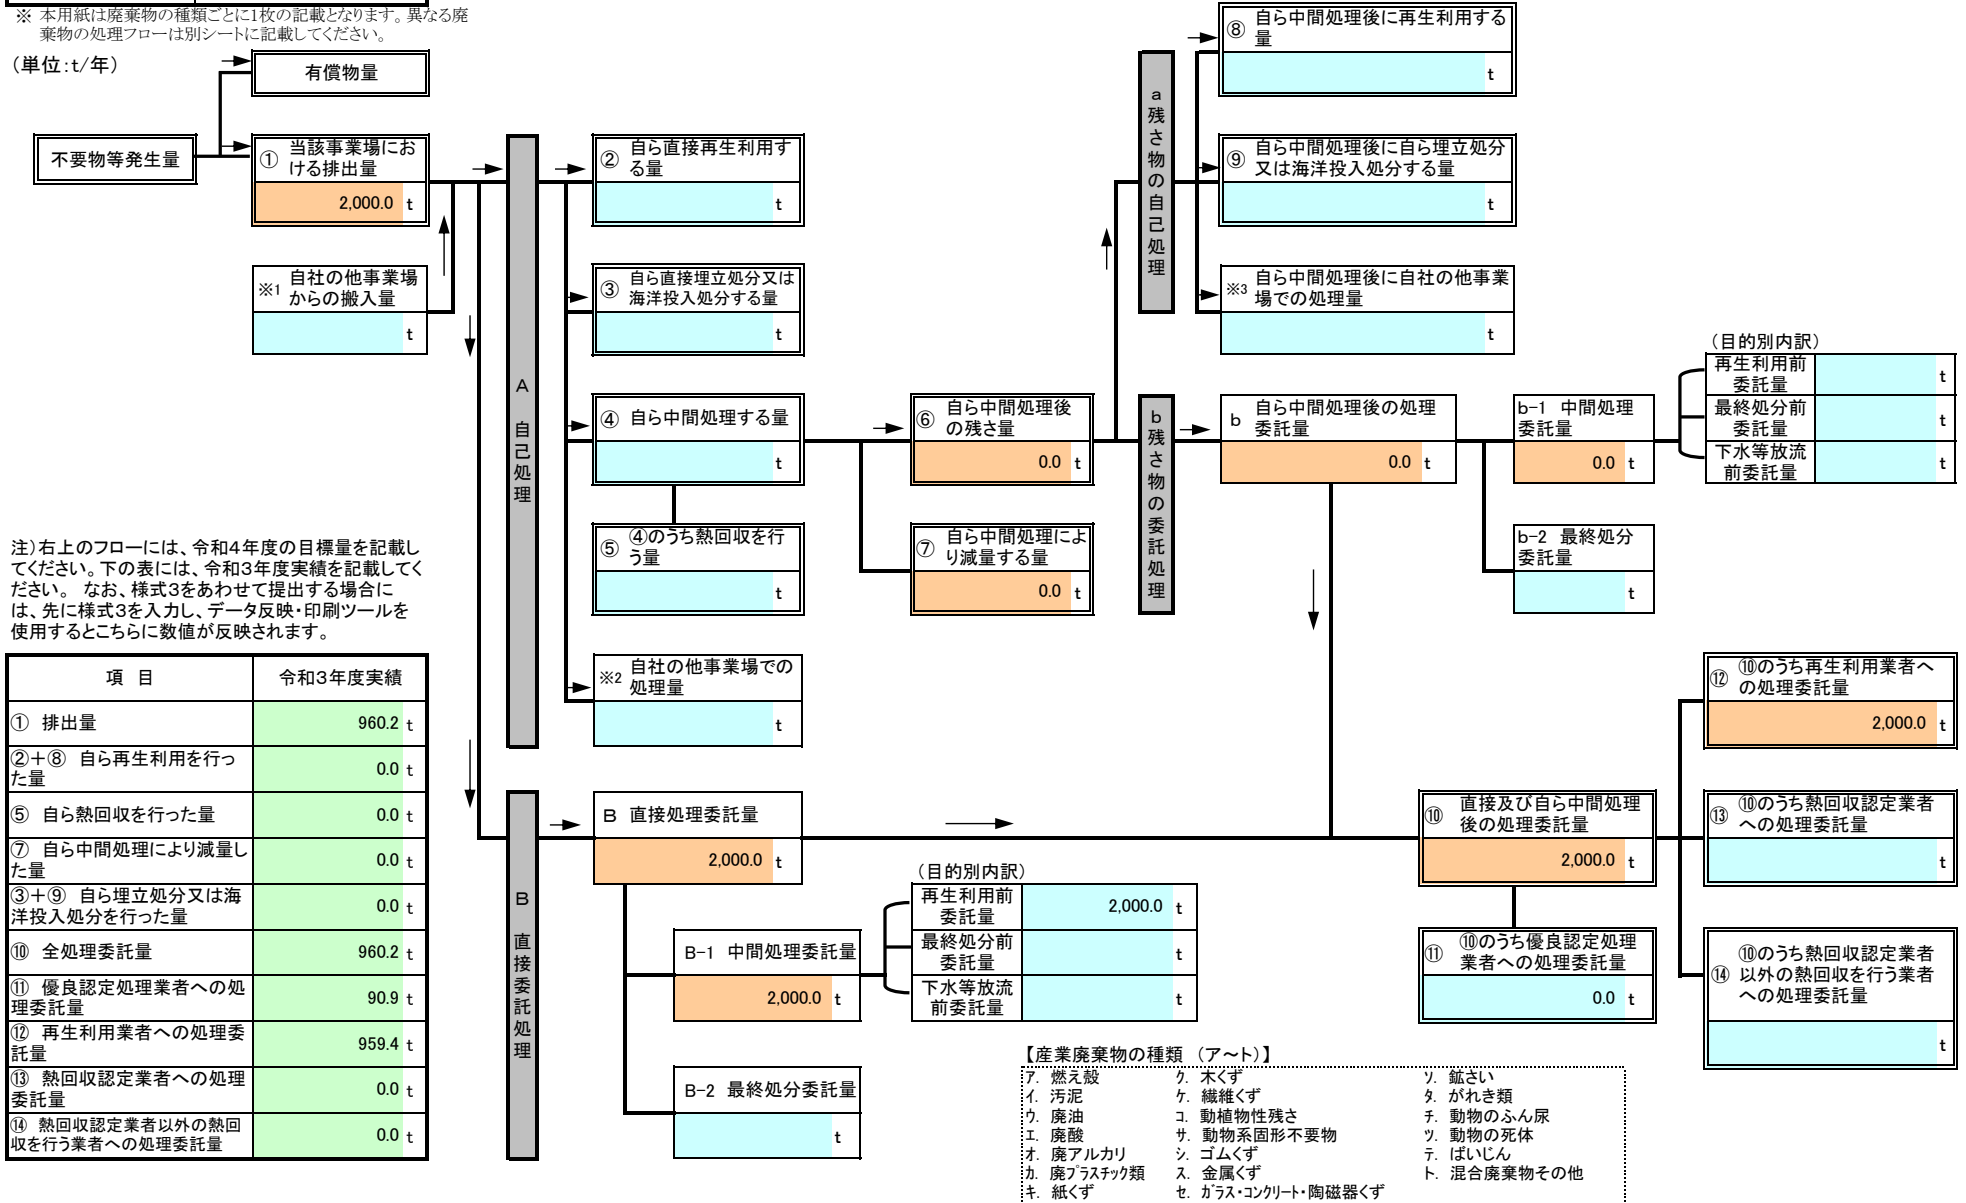 ※ 本用紙は廃棄物の種類ごとに1枚の記載となります。異なる廃
棄物の処理フローは別シートに記載してください。
(単位:t/年)
有償物量
不要物等発生量
① 当該事業場にお
ける排出量
2,000.0 t
※1 自社の他事業場
からの搬入量
t
A 自己処理
② 自ら直接再生利用す
る量
t
③ 自ら直接埋立処分又は
海洋投入処分する量
t
④ 自ら中間処理する量
t
⑤ ④のうち熱回収を行
う量
t
※2 自社の他事業場での
処理量
t
⑥ 自ら中間処理後
の残さ量
0.0 t
⑦ 自ら中間処理によ
り減量する量
0.0 t
a 残さ物の自己処理
⑧ 自ら中間処理後に再生利用する
量
t
⑨ 自ら中間処理後に自ら埋立処分
又は海洋投入処分する量
t
※3 自ら中間処理後に自社の他事業
場での処理量
t
b 残さ物の委託処理
b 自ら中間処理後の処理
委託量
0.0 t
b-1 中間処理
委託量
0.0 t
(目的別内訳)
再生利用前
委託量
t
最終処分前
委託量
t
下水等放流
前委託量
t
b-2 最終処分
委託量
t
注)右上のフローには、令和4年度の目標量を記載し
てください。下の表には、令和3年度実績を記載してく
ださい。 なお、様式3をあわせて提出する場合に
は、先に様式3を入力し、データ反映・印刷ツールを
使用するとこちらに数値が反映されます。
項 目 令和3年度実績
① 排出量 960.2 t
②+⑧ 自ら再生利用を行っ
た量
0.0 t
⑤ 自ら熱回収を行った量 0.0 t
⑦ 自ら中間処理により減量し
た量
0.0 t
③+⑨ 自ら埋立処分又は海
洋投入処分を行った量
0.0 t
⑩ 全処理委託量 960.2 t
⑪ 優良認定処理業者への処
理委託量
90.9 t
⑫ 再生利用業者への処理委
託量
959.4 t
⑬ 熱回収認定業者への処理
委託量
0.0 t
⑭ 熱回収認定業者以外の熱回
収を行う業者への処理委託量
0.0 t
B 直接委託処理
B 直接処理委託量
2,000.0 t
B-1 中間処理委託量
2,000.0 t
(目的別内訳)
再生利用前
委託量
2,000.0 t
最終処分前
委託量
t
下水等放流
前委託量
t
B-2 最終処分委託量
t
⑩ 直接及び自ら中間処理
後の処理委託量
2,000.0 t
⑪ ⑩のうち優良認定処理
業者への処理委託量
0.0 t
⑫ ⑩のうち再生利用業者へ
の処理委託量
2,000.0 t
⑬ ⑩のうち熱回収認定業者
への処理委託量
t
⑭ ⑩のうち熱回収認定業者
以外の熱回収を行う業者
への処理委託量
t
【産業廃棄物の種類 (ア~ト)】
ア. 燃え殻 ク. 木くず ソ. 鉱さい
イ. 汚泥 ケ. 繊維くず タ. がれき類
ウ. 廃油 コ. 動植物性残さ チ. 動物のふん尿
エ. 廃酸 サ. 動物系固形不要物 ツ. 動物の死体
オ. 廃アルカリ シ. ゴムくず テ. ばいじん
カ. 廃プラスチック類 ス. 金属くず ト. 混合廃棄物その他
キ. 紙くず セ. ガラス・コンクリート・陶磁器くず